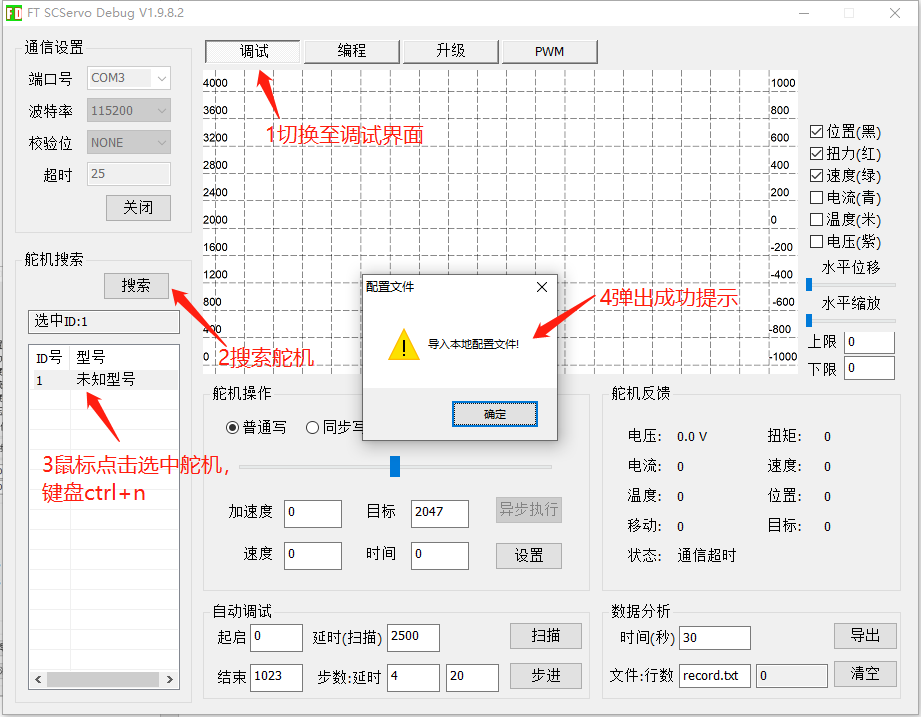 FD FT SCServo Debug V1.9.8.2
通信设置
端口号 COM3
波特率 115200
校验位 NONE
超时 25
关闭
舵机搜索
搜索
选中ID:1
ID号 型号
1 未知型号
调试 编程 升级 PWM
1切换至调试界面
2搜索舵机
3鼠标点击选中舵机，
键盘ctrl+n
4弹出成功提示
4000
3600
3200
2800
2400
2000
1600
1200
800
400
0
1000
800
600
400
200
0
-200
-400
-600
-800
-1000
位置(黑)
扭力(红)
速度(绿)
电流(青)
温度(米)
电压(紫)
水平位移
水平缩放
上限 0
下限 0
配置文件
导入本地配置文件!
确定
舵机操作
普通写 同步写
加速度 0 目标 2047 异步执行
速度 0 时间 0 设置
舵机反馈
电压: 0.0 V 扭矩: 0
电流: 0 速度: 0
温度: 0 位置: 0
移动: 0 目标: 0
状态: 通信超时
自动调试
起启 0 延时(扫描) 2500 扫描
结束 1023 步数:延时 4 20 步进
数据分析
时间(秒) 30 导出
文件:行数 record.txt 0 清空